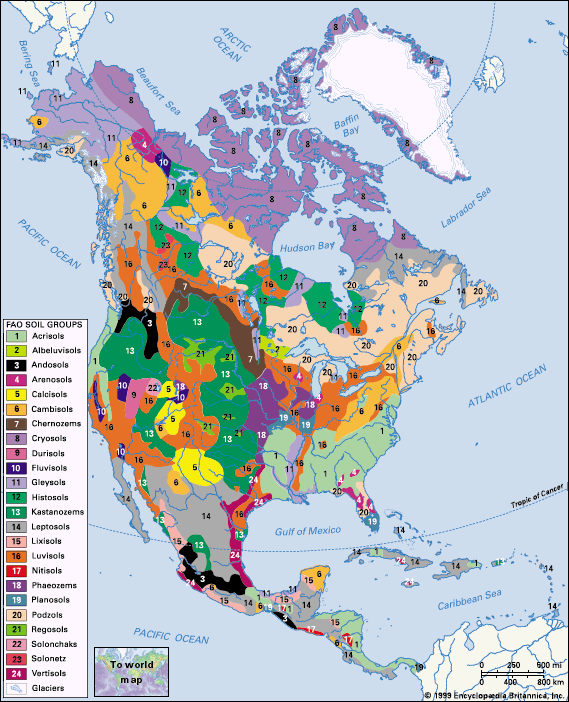 ARCTIC
OCEAN
Bering Sea
Beaufort Sea
Baffin
Bay
Labrador Sea
Hudson Bay
PACIFIC OCEAN
ATLANTIC OCEAN
Tropic of Cancer
Gulf of Mexico
Caribbean Sea
PACIFIC OCEAN
FAO SOIL GROUPS
1 Acrisols
2 Albeluvisols
3 Andosols
4 Arenosols
5 Calcisols
6 Cambisols
7 Chernozems
8 Cryosols
9 Durisols
10 Fluvisols
11 Gleysols
12 Histosols
13 Kastanozems
14 Leptosols
15 Lixisols
16 Luvisols
17 Nitisols
18 Phaeozems
19 Planosols
20 Podzols
21 Regosols
22 Solonchaks
23 Solonetz
24 Vertisols
Glaciers
To world
map
0 400 600 mi
0 400 800 km
© 1999 Encyclopædia Britannica, Inc.